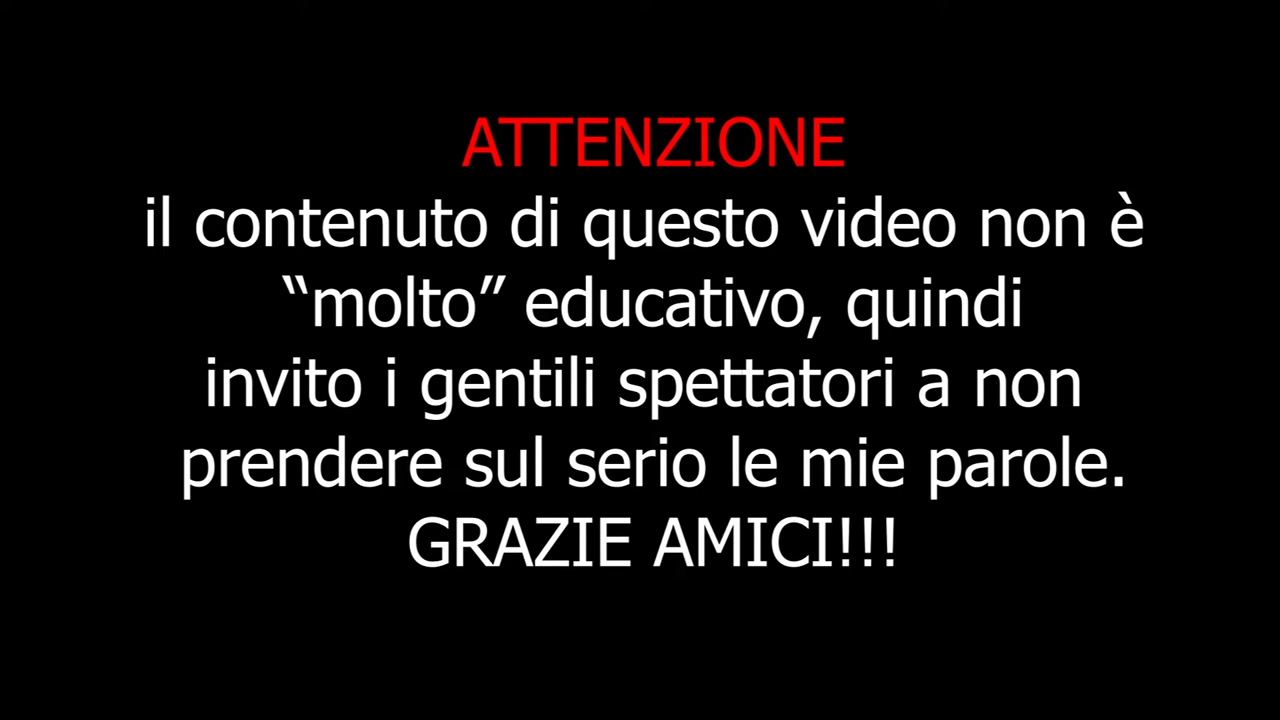 ATTENZIONE
il contenuto di questo video non è
“molto” educativo, quindi
invito i gentili spettatori a non
prendere sul serio le mie parole.
GRAZIE AMICI!!!